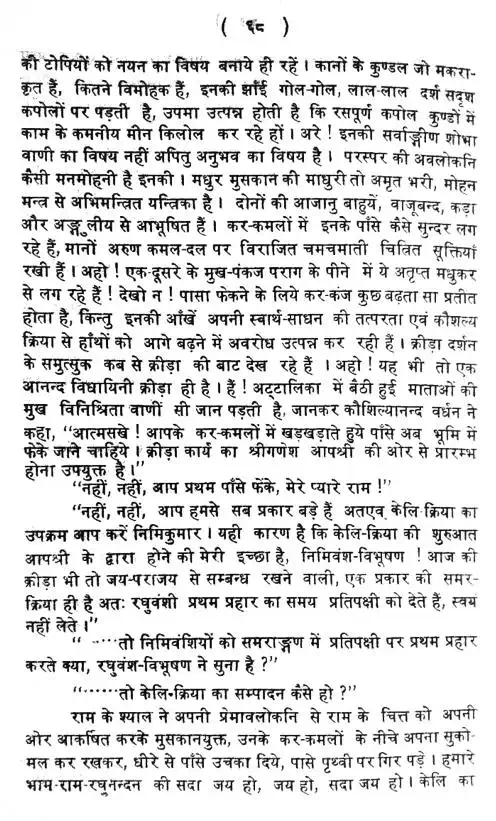 ( ६८ )
की टोपियों को नयन का विषय बनाये ही रहें । कानों के कुण्डल जो मकरा-
कृत हैं, कितने विमोहक हैं, इनकी झाँई गोल-गोल, लाल-लाल दर्श सदृश
कपोलों पर पड़ती है, उपमा उत्पन्न होती है कि रसपूर्ण कपोल कुण्डों में
काम के कमनीय मीन किलोल कर रहे हों । अरे ! इनकी सर्वाङ्गीण शोभा
वाणी का विषय नहीं अपितु अनुभव का विषय है । परस्पर की अवलोकनि
कैसी मनमोहनी है इनकी । मधुर मुसकान की माधुरी तो अमृत भरी, मोहन
मन्त्र से अभिमन्त्रित यन्त्रिका है । दोनों की आजानु बाहुयें, वाजूबन्द, कड़ा
और अङ्गुलीय से आभूषित हैं । कर-कमलों में इनके पाँसे कैसे सुन्दर लग
रहे हैं, मानों अरुण कमल-दल पर विराजित चमचमाती चित्रित सूक्तियाँ
रखी हैं । अहो ! एक-दूसरे के मुख-पंकज पराग के पीने में ये अतृप्त मधुकर
से लग रहे हैं ! देखो न ! पासा फेकने के लिये कर-कंज कुछ बढ़ता सा प्रतीत
होता है, किन्तु इनकी आँखें अपनी स्वार्थ-साधन की तत्परता एवं कौशल्य
क्रिया से हाँथों को आगे बढ़ने में अवरोध उत्पन्न कर रही हैं । क्रीड़ा दर्शन
के समुत्सुक कब से क्रीड़ा की बाट देख रहे हैं । अहो ! यह भी तो एक
आनन्द विधायिनी क्रीड़ा ही है । हैं ! अट्टालिका में बैठी हुई माताओं की
मुख विनिश्रिता वाणीं सी जान पड़ती है, जानकर कौशिल्यानन्द वर्धन ने
कहा, "आत्मसखे ! आपके कर-कमलों में खड़खड़ाते हुये पाँसे अब भूमि में
फेंके जाने चाहिये । क्रीड़ा कार्य का श्रीगणेश आपश्री की ओर से प्रारम्भ
होना उपयुक्त है ।"
"नहीं, नहीं, आप प्रथम पाँसे फेंके, मेरे प्यारे राम !"
"नहीं, नहीं, आप हमसे सब प्रकार बड़े हैं अतएव केलि-क्रिया का
उपक्रम आप करें निमिकुमार । यही कारण है कि केलि-क्रिया की शुरुआत
आपश्री के द्वारा होने की मेरी इच्छा है, निमिवंश-विभूषण ! आज की
क्रीड़ा भी तो जय-पराजय से सम्बन्ध रखने वाली, एक प्रकार की समर-
क्रिया ही है अतः रघुवंशी प्रथम प्रहार का समय प्रतिपक्षी को देते हैं, स्वयं
नहीं लेते ।"
"······तो निमिवंशियों को समराङ्गण में प्रतिपक्षी पर प्रथम प्रहार
करते क्या, रघुवंश-विभूषण ने सुना है ?"
"······तो केलि-क्रिया का सम्पादन कैसे हो ?"
राम के श्याल ने अपनी प्रेमावलोकनि से राम के चित्त को अपनी
ओर आकर्षित करके मुसकानयुक्त, उनके कर-कमलों के नीचे अपना सुको-
मल कर रखकर, धीरे से पाँसे उचका दिये, पासे पृथ्वी पर गिर पड़े । हमारे
भाम-राम-रघुनन्दन की सदा जय हो, जय हो, सदा जय हो । केलि का